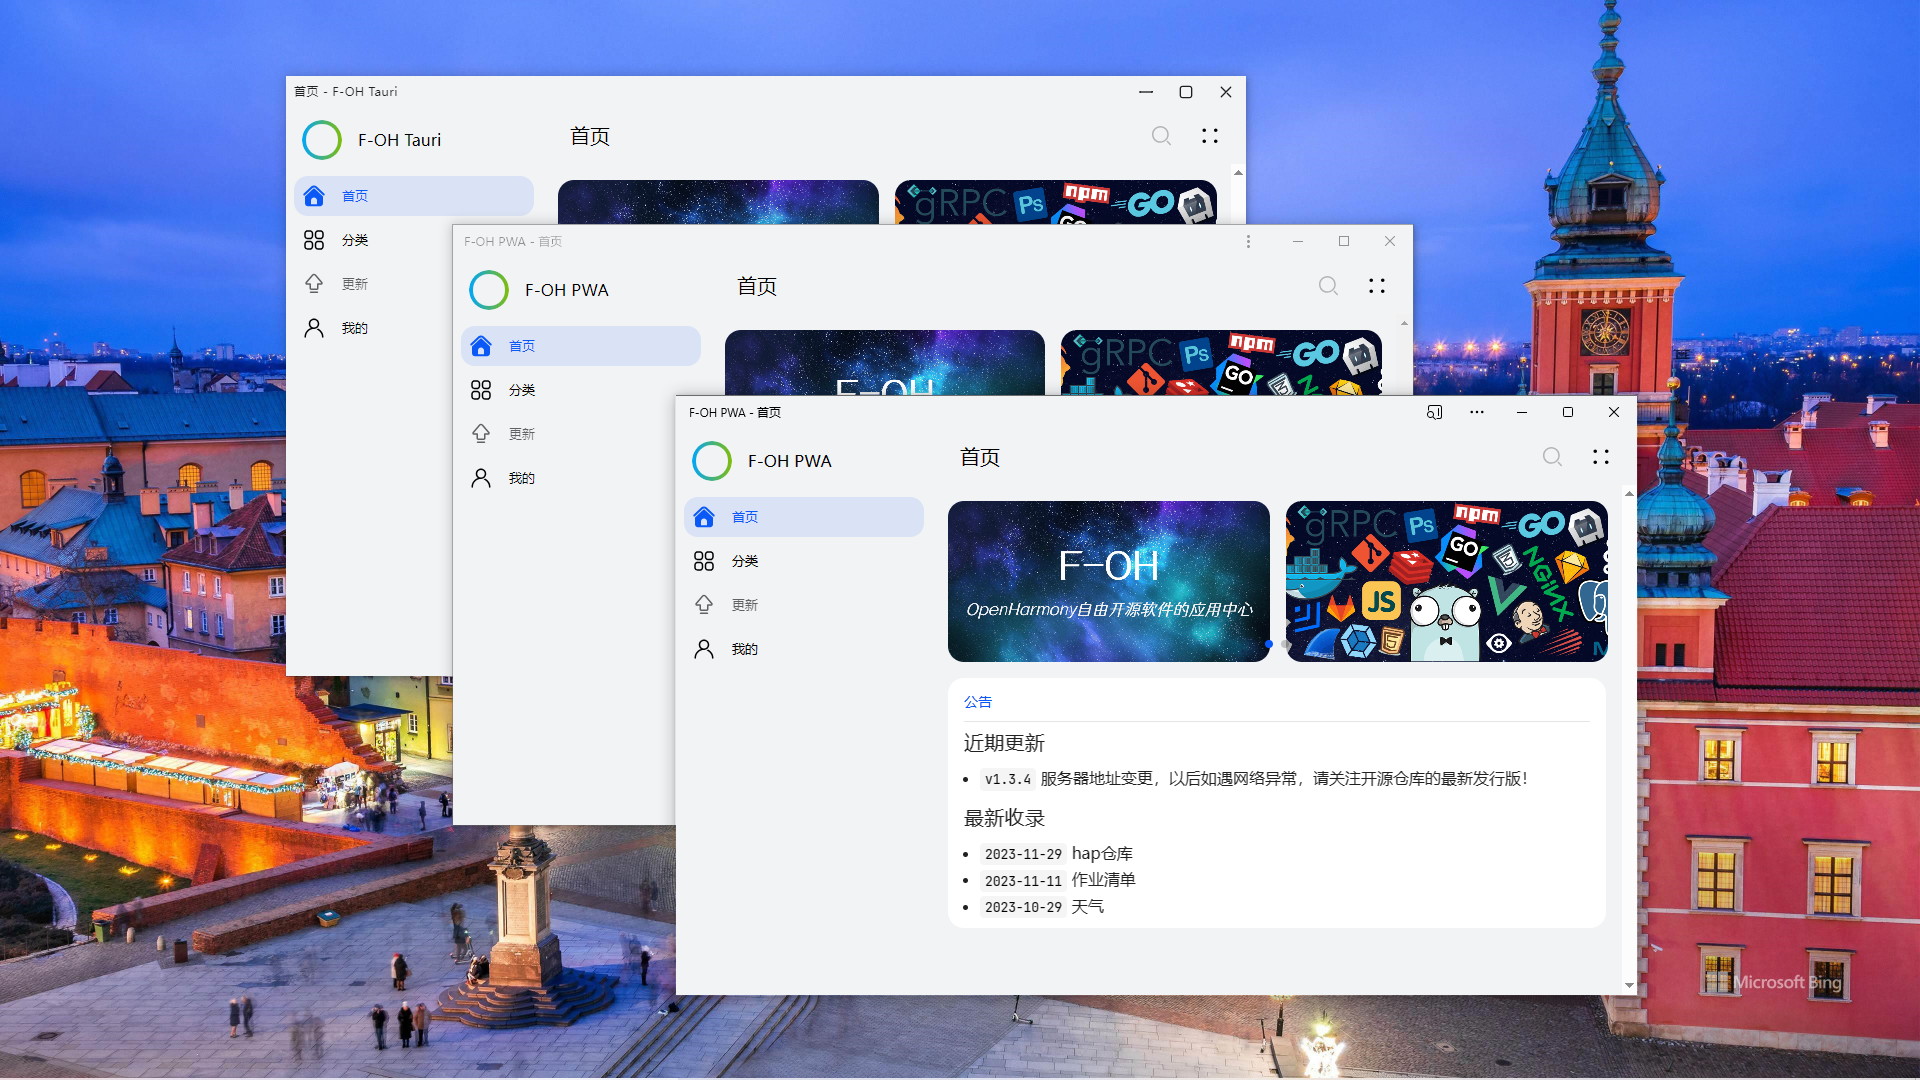 首页 - F-OH Tauri
F-OH Tauri
首页
首页
分类
更新
我的
gRPC
Ps
npm
GO
GO
F-OH PWA - 首页
F-OH PWA
首页
首页
分类
更新
我的
F-OH
gRPC
Ps
npm
GO
GO
F-OH PWA - 首页
F-OH PWA
首页
首页
分类
更新
我的
F-OH
OpenHarmony自由开源软件的应用中心
gRPC
Ps
npm
GO
GO
JS
NGINX
公告
近期更新
v1.3.4 服务器地址变更，以后如遇网络异常，请关注开源仓库的最新发行版！
最新收录
2023-11-29 hap仓库
2023-11-11 作业清单
2023-10-29 天气
Microsoft Bing